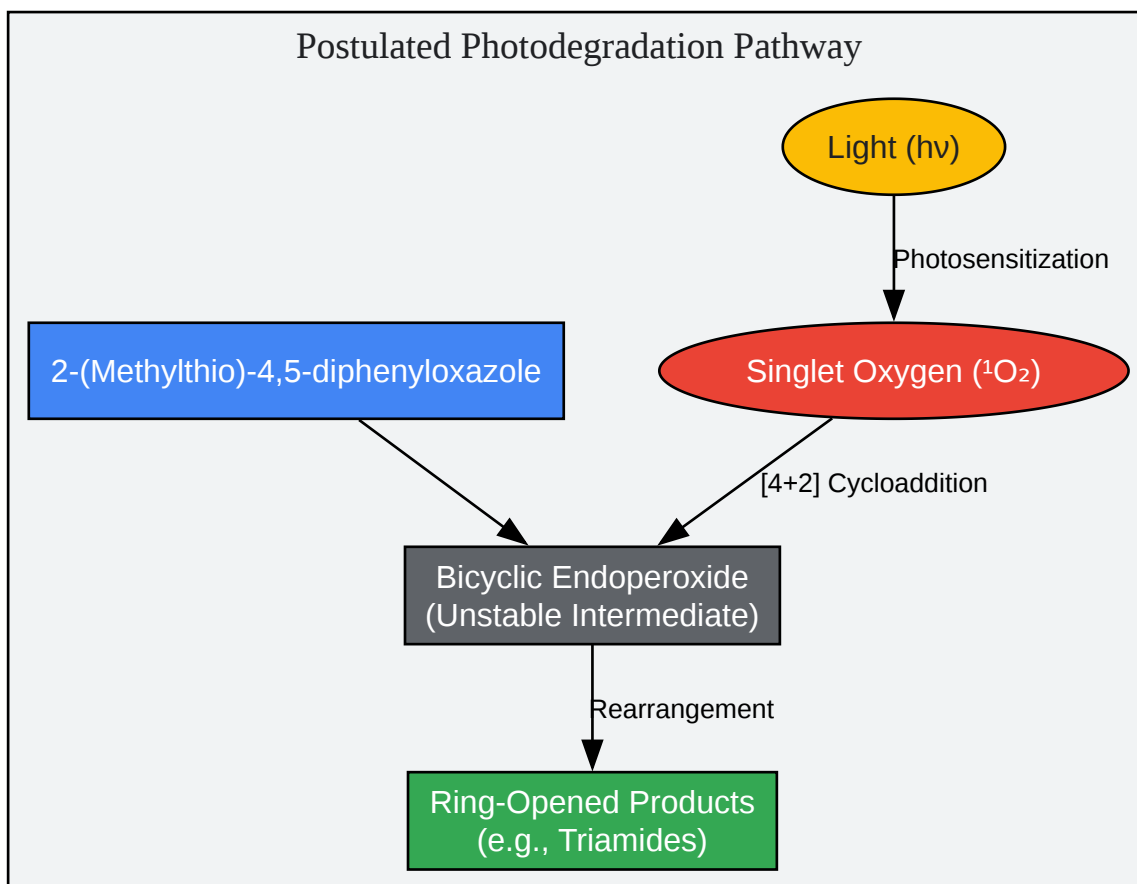 Postulated Photodegradation Pathway
Light (hν)
Photosensitization
2-(Methylthio)-4,5-diphenyloxazole
Singlet Oxygen (¹O₂)
[4+2] Cycloaddition
Bicyclic Endoperoxide
(Unstable Intermediate)
Rearrangement
Ring-Opened Products
(e.g., Triamides)